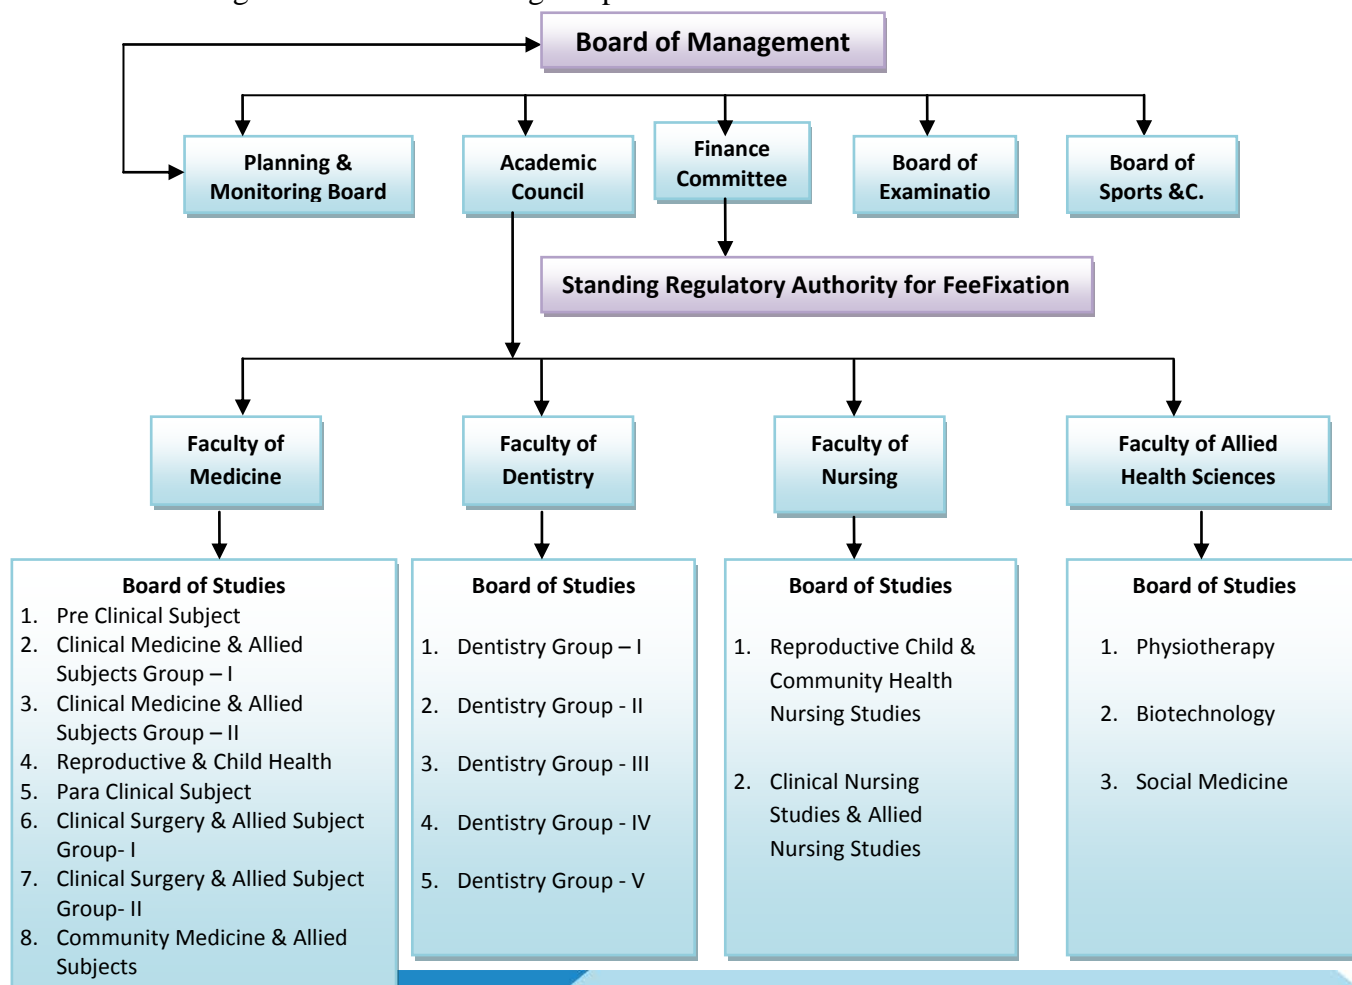 Board of Management
Planning &
Monitoring Board
Academic
Council
Finance
Committee
Board of
Examinatio
Board of
Sports &C.
Standing Regulatory Authority for FeeFixation
Faculty of
Medicine
Faculty of
Dentistry
Faculty of
Nursing
Faculty of Allied
Health Sciences
Board of Studies
1. Pre Clinical Subject
2. Clinical Medicine & Allied
Subjects Group – I
3. Clinical Medicine & Allied
Subjects Group – II
4. Reproductive & Child Health
5. Para Clinical Subject
6. Clinical Surgery & Allied Subject
Group- I
7. Clinical Surgery & Allied Subject
Group- II
8. Community Medicine & Allied
Subjects
Board of Studies
1. Dentistry Group – I
2. Dentistry Group - II
3. Dentistry Group - III
4. Dentistry Group - IV
5. Dentistry Group - V
Board of Studies
1. Reproductive Child &
Community Health
Nursing Studies
2. Clinical Nursing
Studies & Allied
Nursing Studies
Board of Studies
1. Physiotherapy
2. Biotechnology
3. Social Medicine